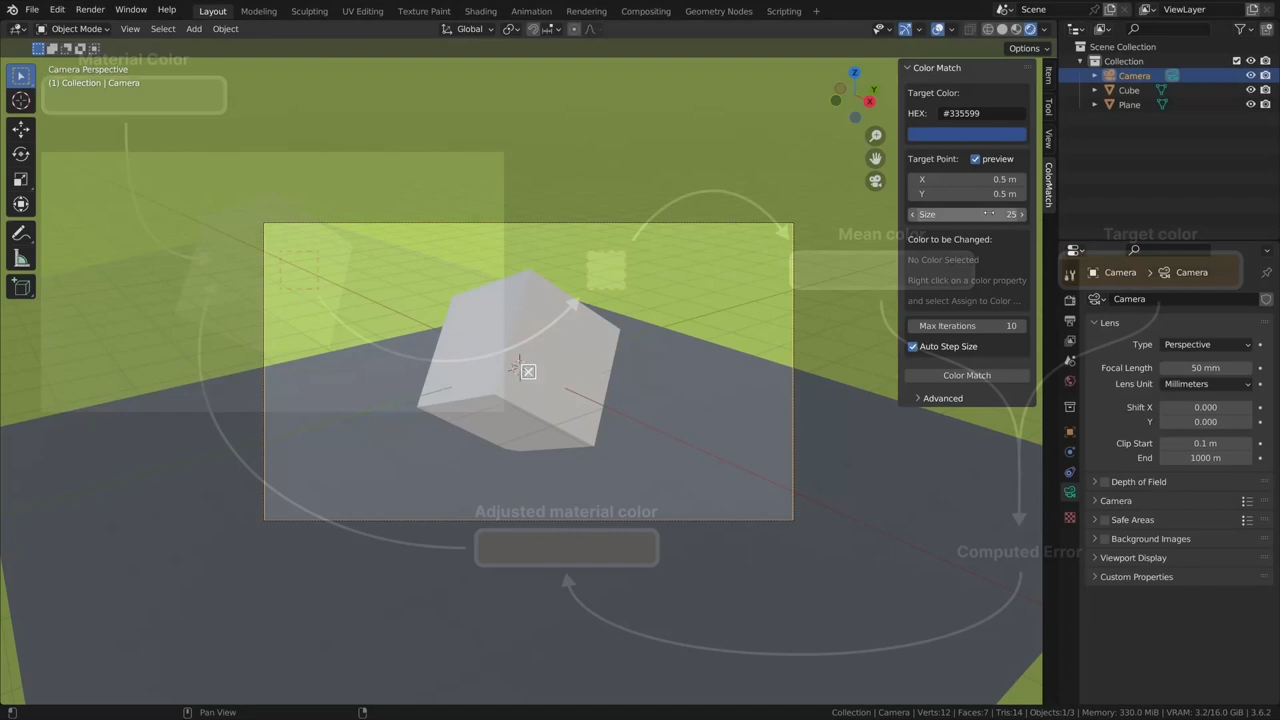 File Edit Render Window Help
Layout Modeling Sculpting UV Editing Texture Paint Shading Animation Rendering Compositing Geometry Nodes Scripting +
Scene
ViewLayer
Object Mode View Select Add Object
Global
Options
Material Color
Camera Perspective
(1) Collection | Camera
Z
Y
X
Color Match
Target Color:
HEX: #335599
Target Point: preview
X 0.5 m
Y 0.5 m
Size 25
Color to be Changed:
No Color Selected
Right click on a color property
and select Assign to Color ...
Max Iterations 10
Auto Step Size
Color Match
Advanced
Item
Tool
View
ColorMatch
Mean color
Target color
Adjusted material color
Computed Error
Scene Collection
Collection
Camera
Cube
Plane
Camera > Camera
Camera
Lens
Type Perspective
Focal Length 50 mm
Lens Unit Millimeters
Shift X 0.000
Y 0.000
Clip Start 0.1 m
End 1000 m
Depth of Field
Camera
Safe Areas
Background Images
Viewport Display
Custom Properties
Pan View
Collection | Camera | Verts:12 | Faces:7 | Tris:14 | Objects:1/3 | Memory: 330.0 MiB | VRAM: 3.2/16.0 GiB | 3.6.2